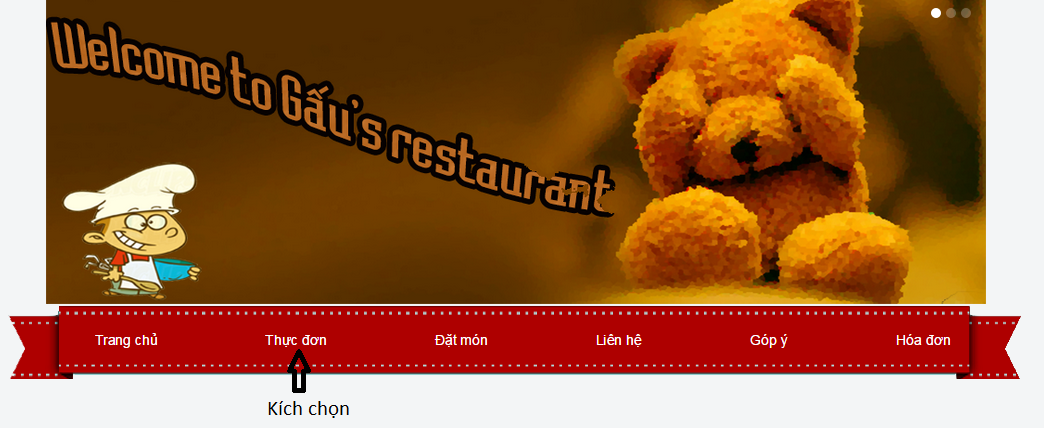 Welcome to Gấu's restaurant
Trang chủ Thực đơn Đặt món Liên hệ Góp ý Hóa đơn
Kích chọn